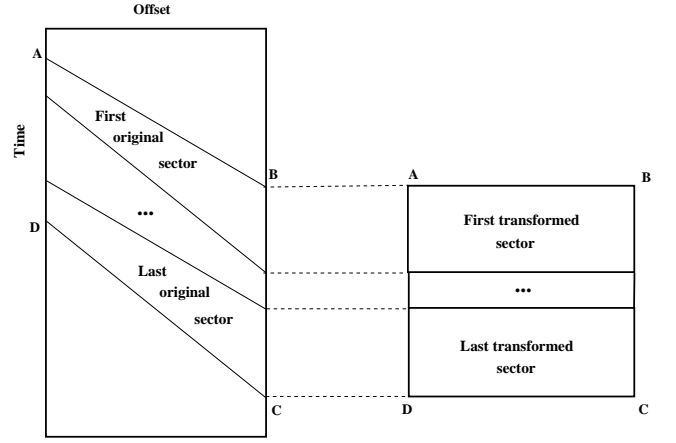 Offset
A
Time
First
original
sector
B
...
D
Last
original
sector
C
A
B
First transformed
sector
...
Last transformed
sector
D
C